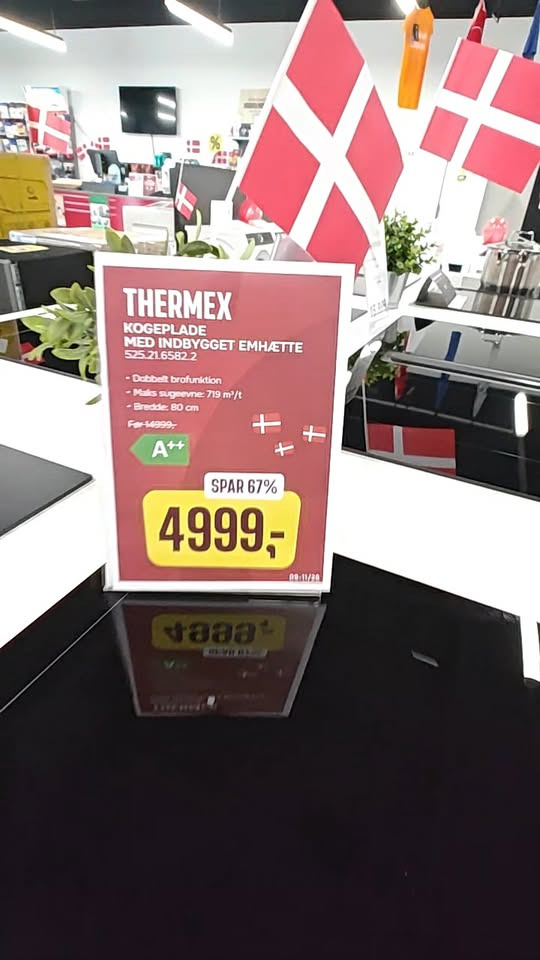 THERMEX
KOGEPLADE
MED INDBYGGET EMHÆTTE
525.21.6582.2
- Dobbelt brofunktion
- Maks sugeevne: 719 m³/t
- Bredde: 80 cm
Før 14999,-
A++
SPAR 67%
4999,-